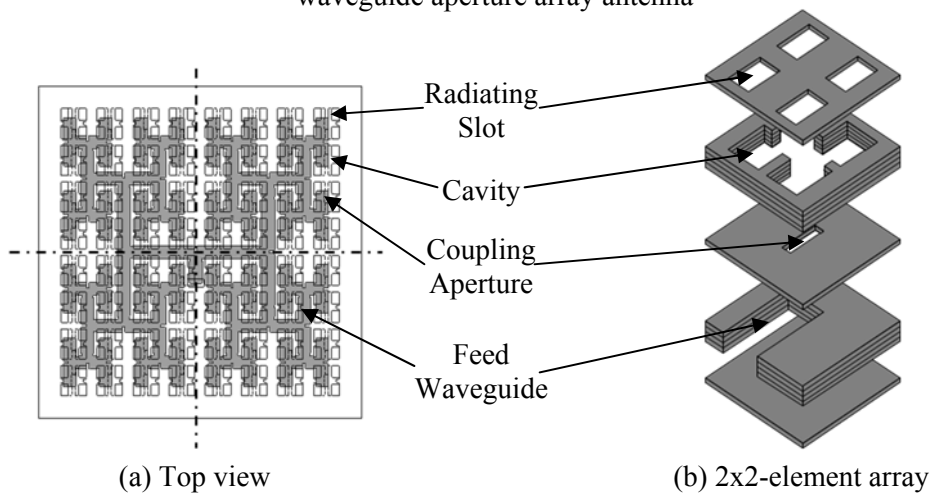 waveguide aperture array antenna
Radiating
Slot
Cavity
Coupling
Aperture
Feed
Waveguide
(a) Top view
(b) 2x2-element array